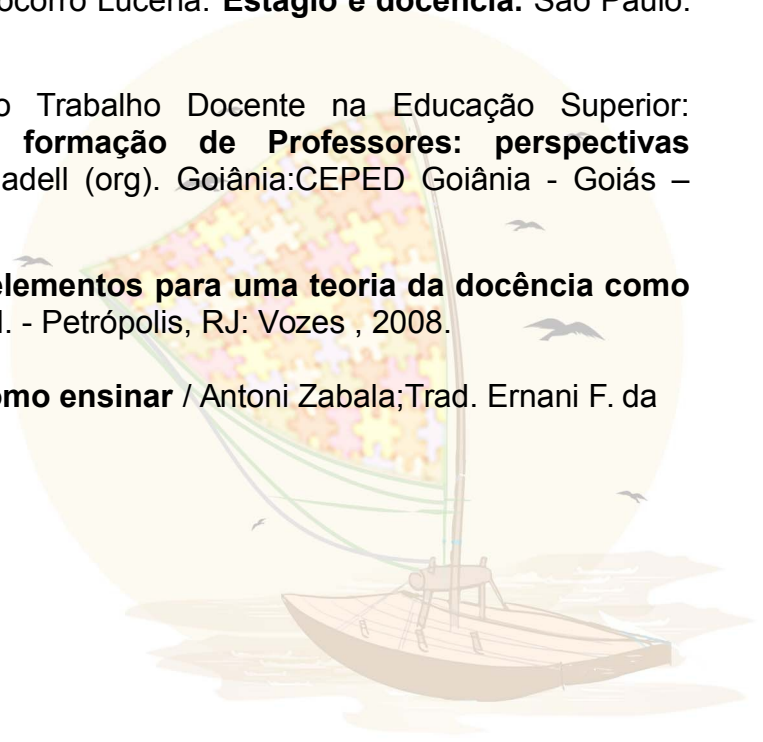 ocorro Lucena. Estágio e docência. São Paulo:
o Trabalho Docente na Educação Superior:
formação de Professores: perspectivas
adell (org). Goiânia:CEPED Goiânia - Goiás –
elementos para uma teoria da docência como
l. - Petrópolis, RJ: Vozes , 2008.
omo ensinar / Antoni Zabala;Trad. Ernani F. da